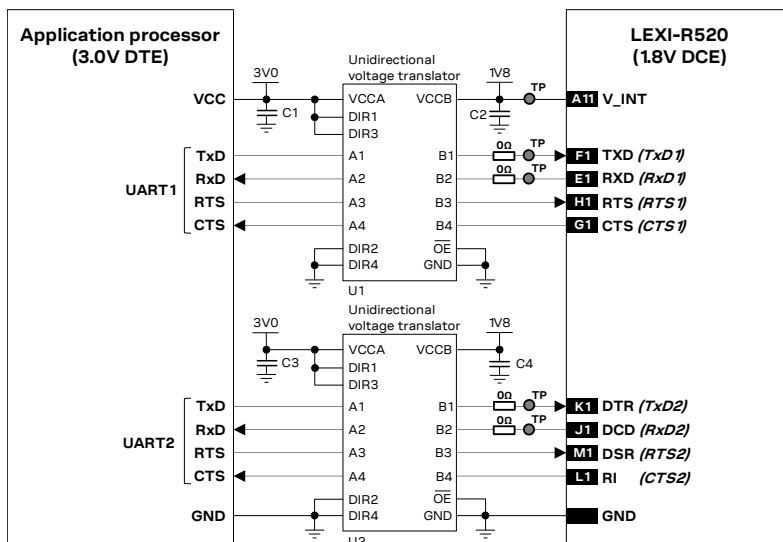 Application processor
(3.0V DTE)
LEXI-R520
(1.8V DCE)
Unidirectional
voltage translator
3V0
1V8
TP
VCC
C1
VCCA
VCCB
C2
A11 V_INT
DIR1
DIR3
0Ω TP
TxD
A1
B1
F1 TXD (TxD1)
0Ω TP
UART1
RxD
A2
B2
E1 RXD (RxD1)
RTS
A3
B3
H1 RTS (RTS1)
CTS
A4
B4
G1 CTS (CTS1)
DIR2
OE
DIR4
GND
U1
Unidirectional
voltage translator
3V0
1V8
VCCA
VCCB
C3
DIR1
C4
DIR3
0Ω TP
TxD
A1
B1
K1 DTR (TxD2)
0Ω TP
UART2
RxD
A2
B2
J1 DCD (RxD2)
RTS
A3
B3
M1 DSR (RTS2)
CTS
A4
B4
L1 RI (CTS2)
DIR2
OE
GND
DIR4
GND
GND